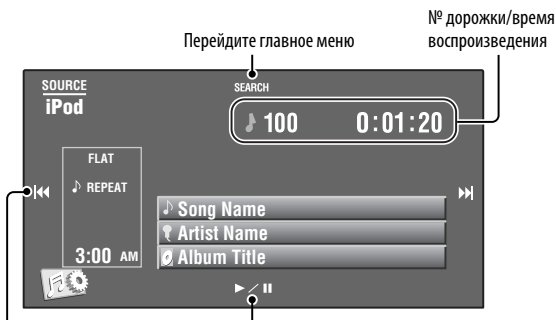 № дорожки/время
воспроизведения
Перейдите главное меню
SOURCE
iPod
SEARCH
100 0:01:20
FLAT
REPEAT
3:00 AM
Song Name
Artist Name
Album Title